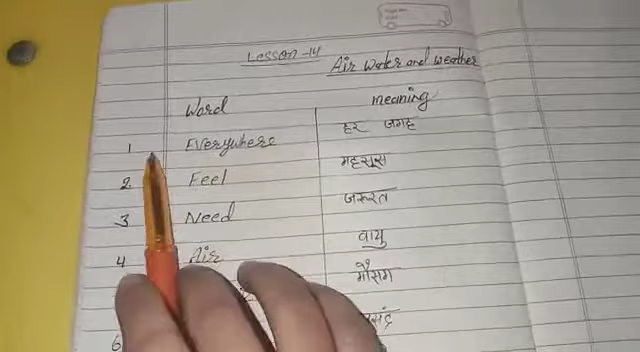 Lesson-14
Air water and weather
Word meaning
1 Everywhere हर जगह
2 Feel महसूस
3 Need जरूरत
4 Air वायु
मौसम
6